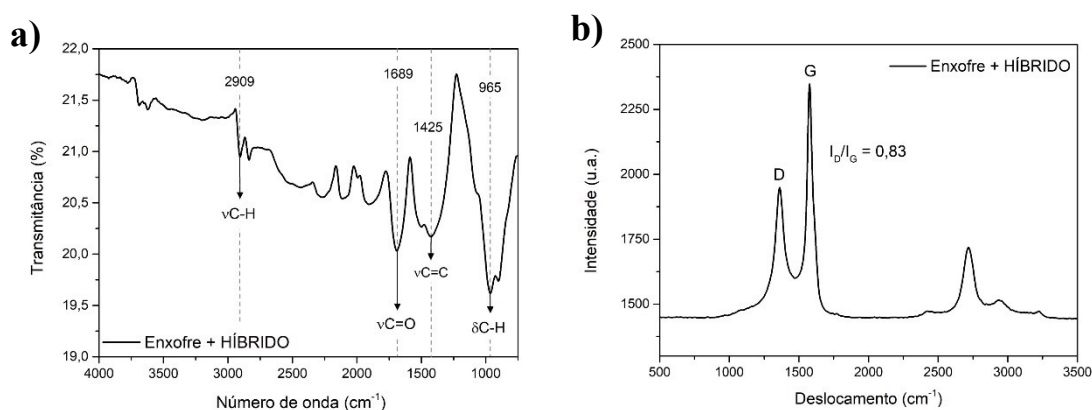 a)
22,0
21,5
21,0
20,5
20,0
19,5
19,0
Transmitância (%)
2909
1689
1425
965
νC-H
νC=O
νC=C
δC-H
Enxofre + HÍBRIDO
4000 3500 3000 2500 2000 1500 1000
Número de onda (cm⁻¹)
b)
2500
2250
2000
1750
1500
Intensidade (u.a.)
Enxofre + HÍBRIDO
G
D
I_D/I_G = 0,83
500 1000 1500 2000 2500 3000 3500
Deslocamento (cm⁻¹)